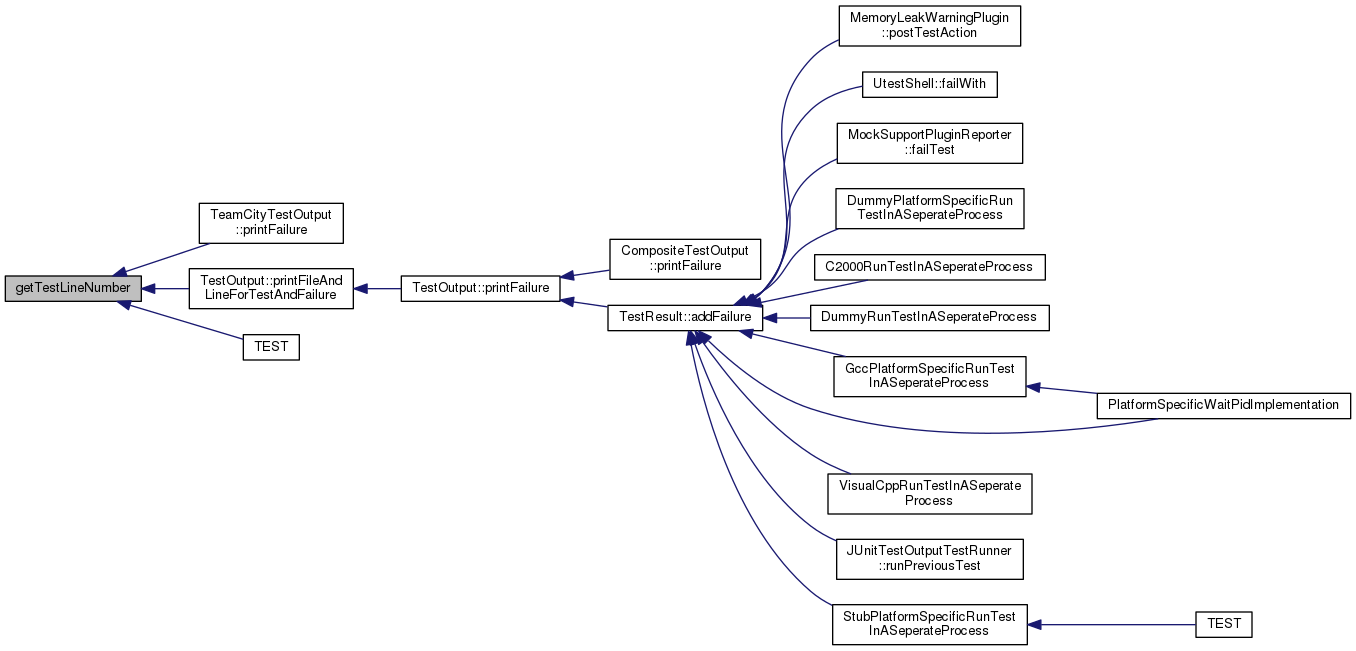 getTestLineNumber
TeamCityTestOutput
::printFailure
TestOutput::printFileAnd
LineForTestAndFailure
TEST
TestOutput::printFailure
CompositeTestOutput
::printFailure
TestResult::addFailure
MemoryLeakWarningPlugin
::postTestAction
UtestShell::failWith
MockSupportPluginReporter
::failTest
DummyPlatformSpecificRun
TestInASeperateProcess
C2000RunTestInASeperateProcess
DummyRunTestInASeperateProcess
GccPlatformSpecificRunTest
InASeperateProcess
PlatformSpecificWaitPidImplementation
VisualCppRunTestInASeperate
Process
JUnitTestOutputTestRunner
::runPreviousTest
StubPlatformSpecificRunTest
InASeperateProcess
TEST